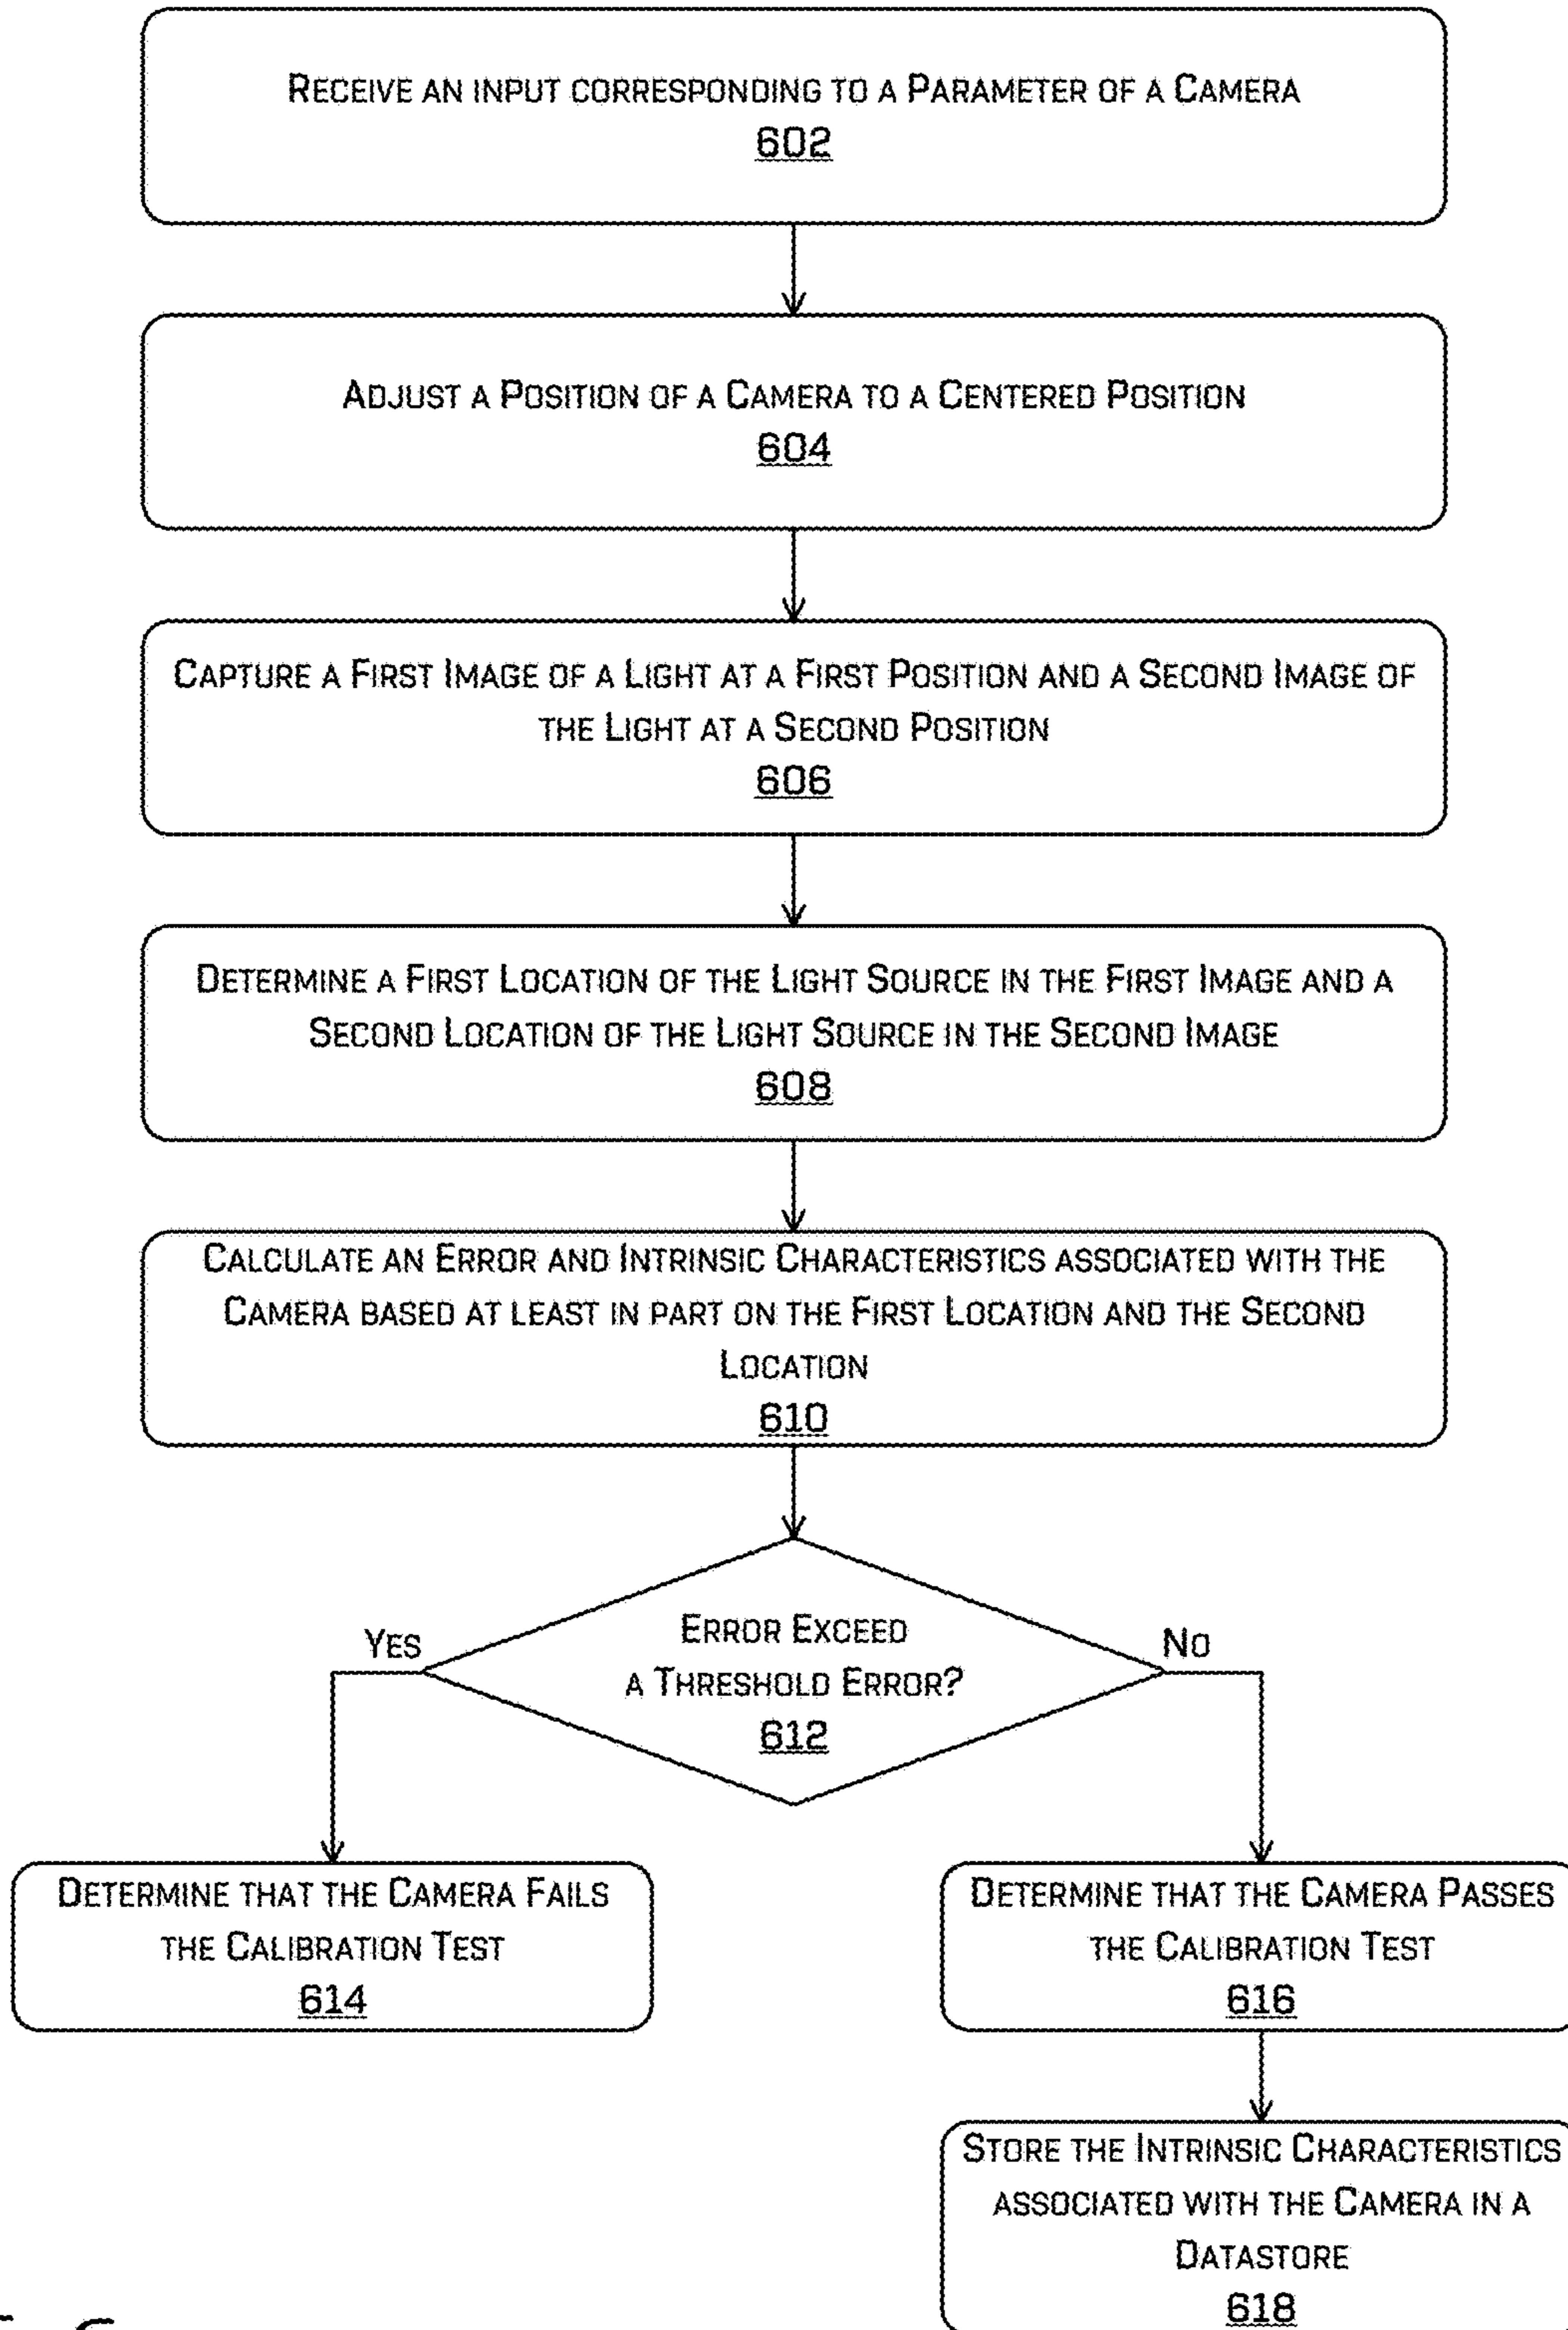 RECEIVE AN INPUT CORRESPONDING TO A PARAMETER OF A CAMERA
602
ADJUST A POSITION OF A CAMERA TO A CENTERED POSITION
604
CAPTURE A FIRST IMAGE OF A LIGHT AT A FIRST POSITION AND A SECOND IMAGE OF
THE LIGHT AT A SECOND POSITION
606
DETERMINE A FIRST LOCATION OF THE LIGHT SOURCE IN THE FIRST IMAGE AND A
SECOND LOCATION OF THE LIGHT SOURCE IN THE SECOND IMAGE
608
CALCULATE AN ERROR AND INTRINSIC CHARACTERISTICS ASSOCIATED WITH THE
CAMERA BASED AT LEAST IN PART ON THE FIRST LOCATION AND THE SECOND
LOCATION
610
ERROR EXCEED
A THRESHOLD ERROR?
612
YES
NO
DETERMINE THAT THE CAMERA FAILS
THE CALIBRATION TEST
614
DETERMINE THAT THE CAMERA PASSES
THE CALIBRATION TEST
616
STORE THE INTRINSIC CHARACTERISTICS
ASSOCIATED WITH THE CAMERA IN A
DATASTORE
618